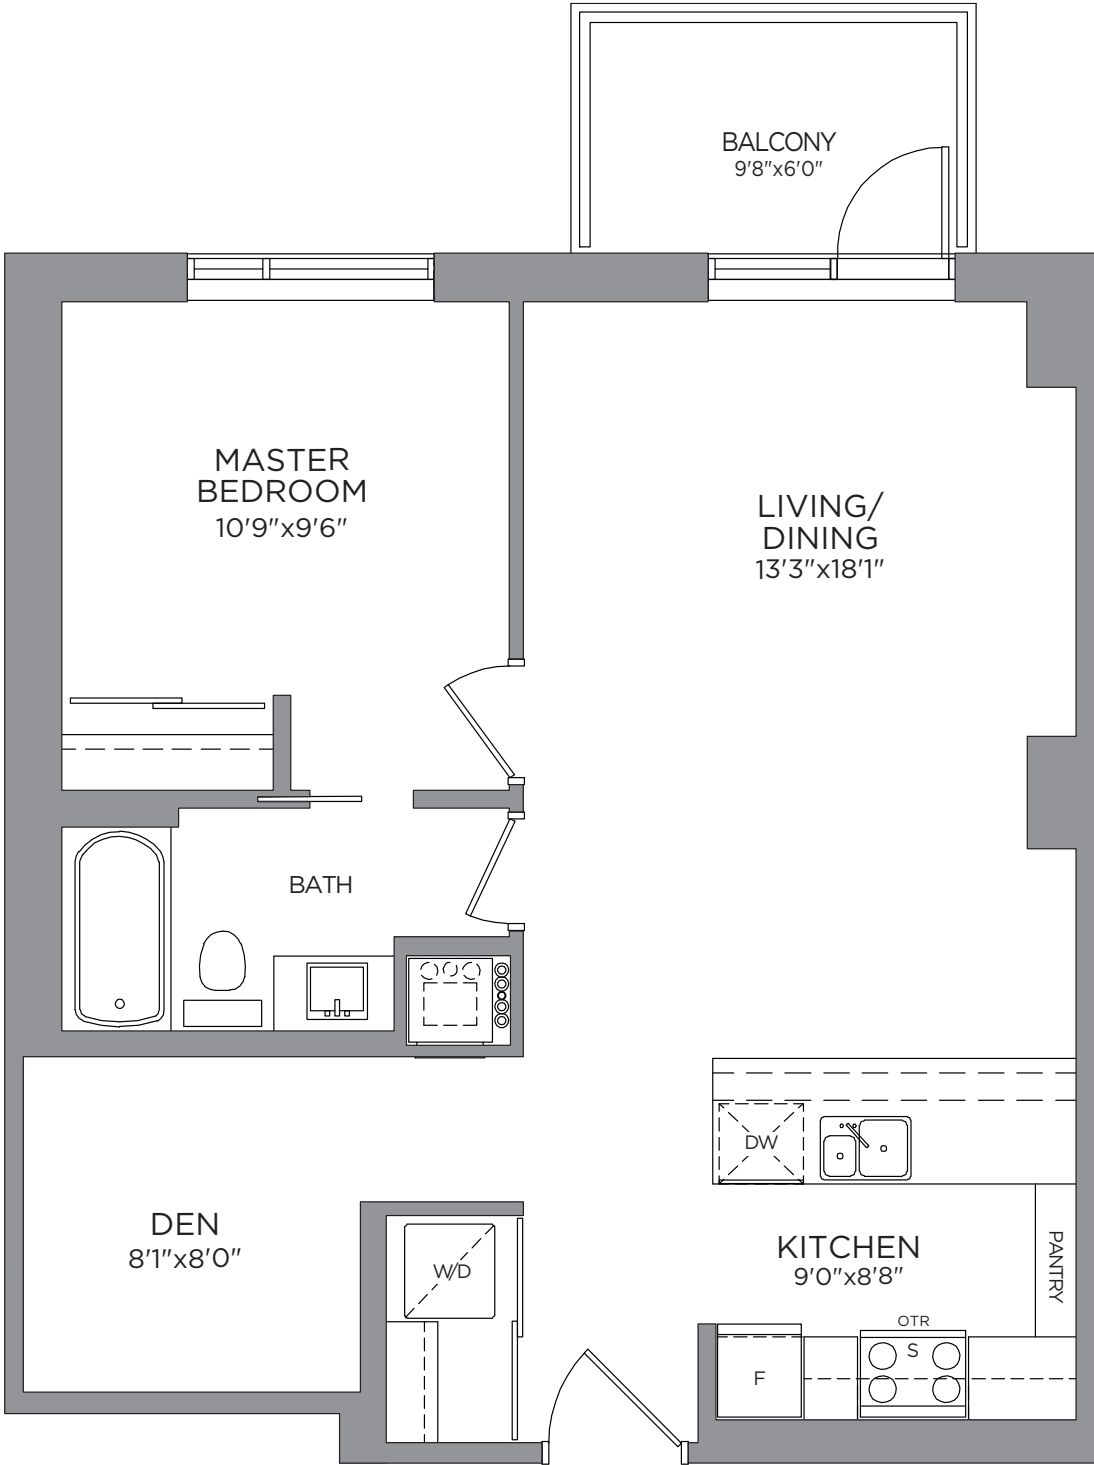 BALCONY
9'8"x6'0"
MASTER
BEDROOM
10'9"x9'6"
LIVING/
DINING
13'3"x18'1"
BATH
DW
DEN
8'1"x8'0"
W/D
KITCHEN
9'0"x8'8"
PANTRY
OTR
S
F